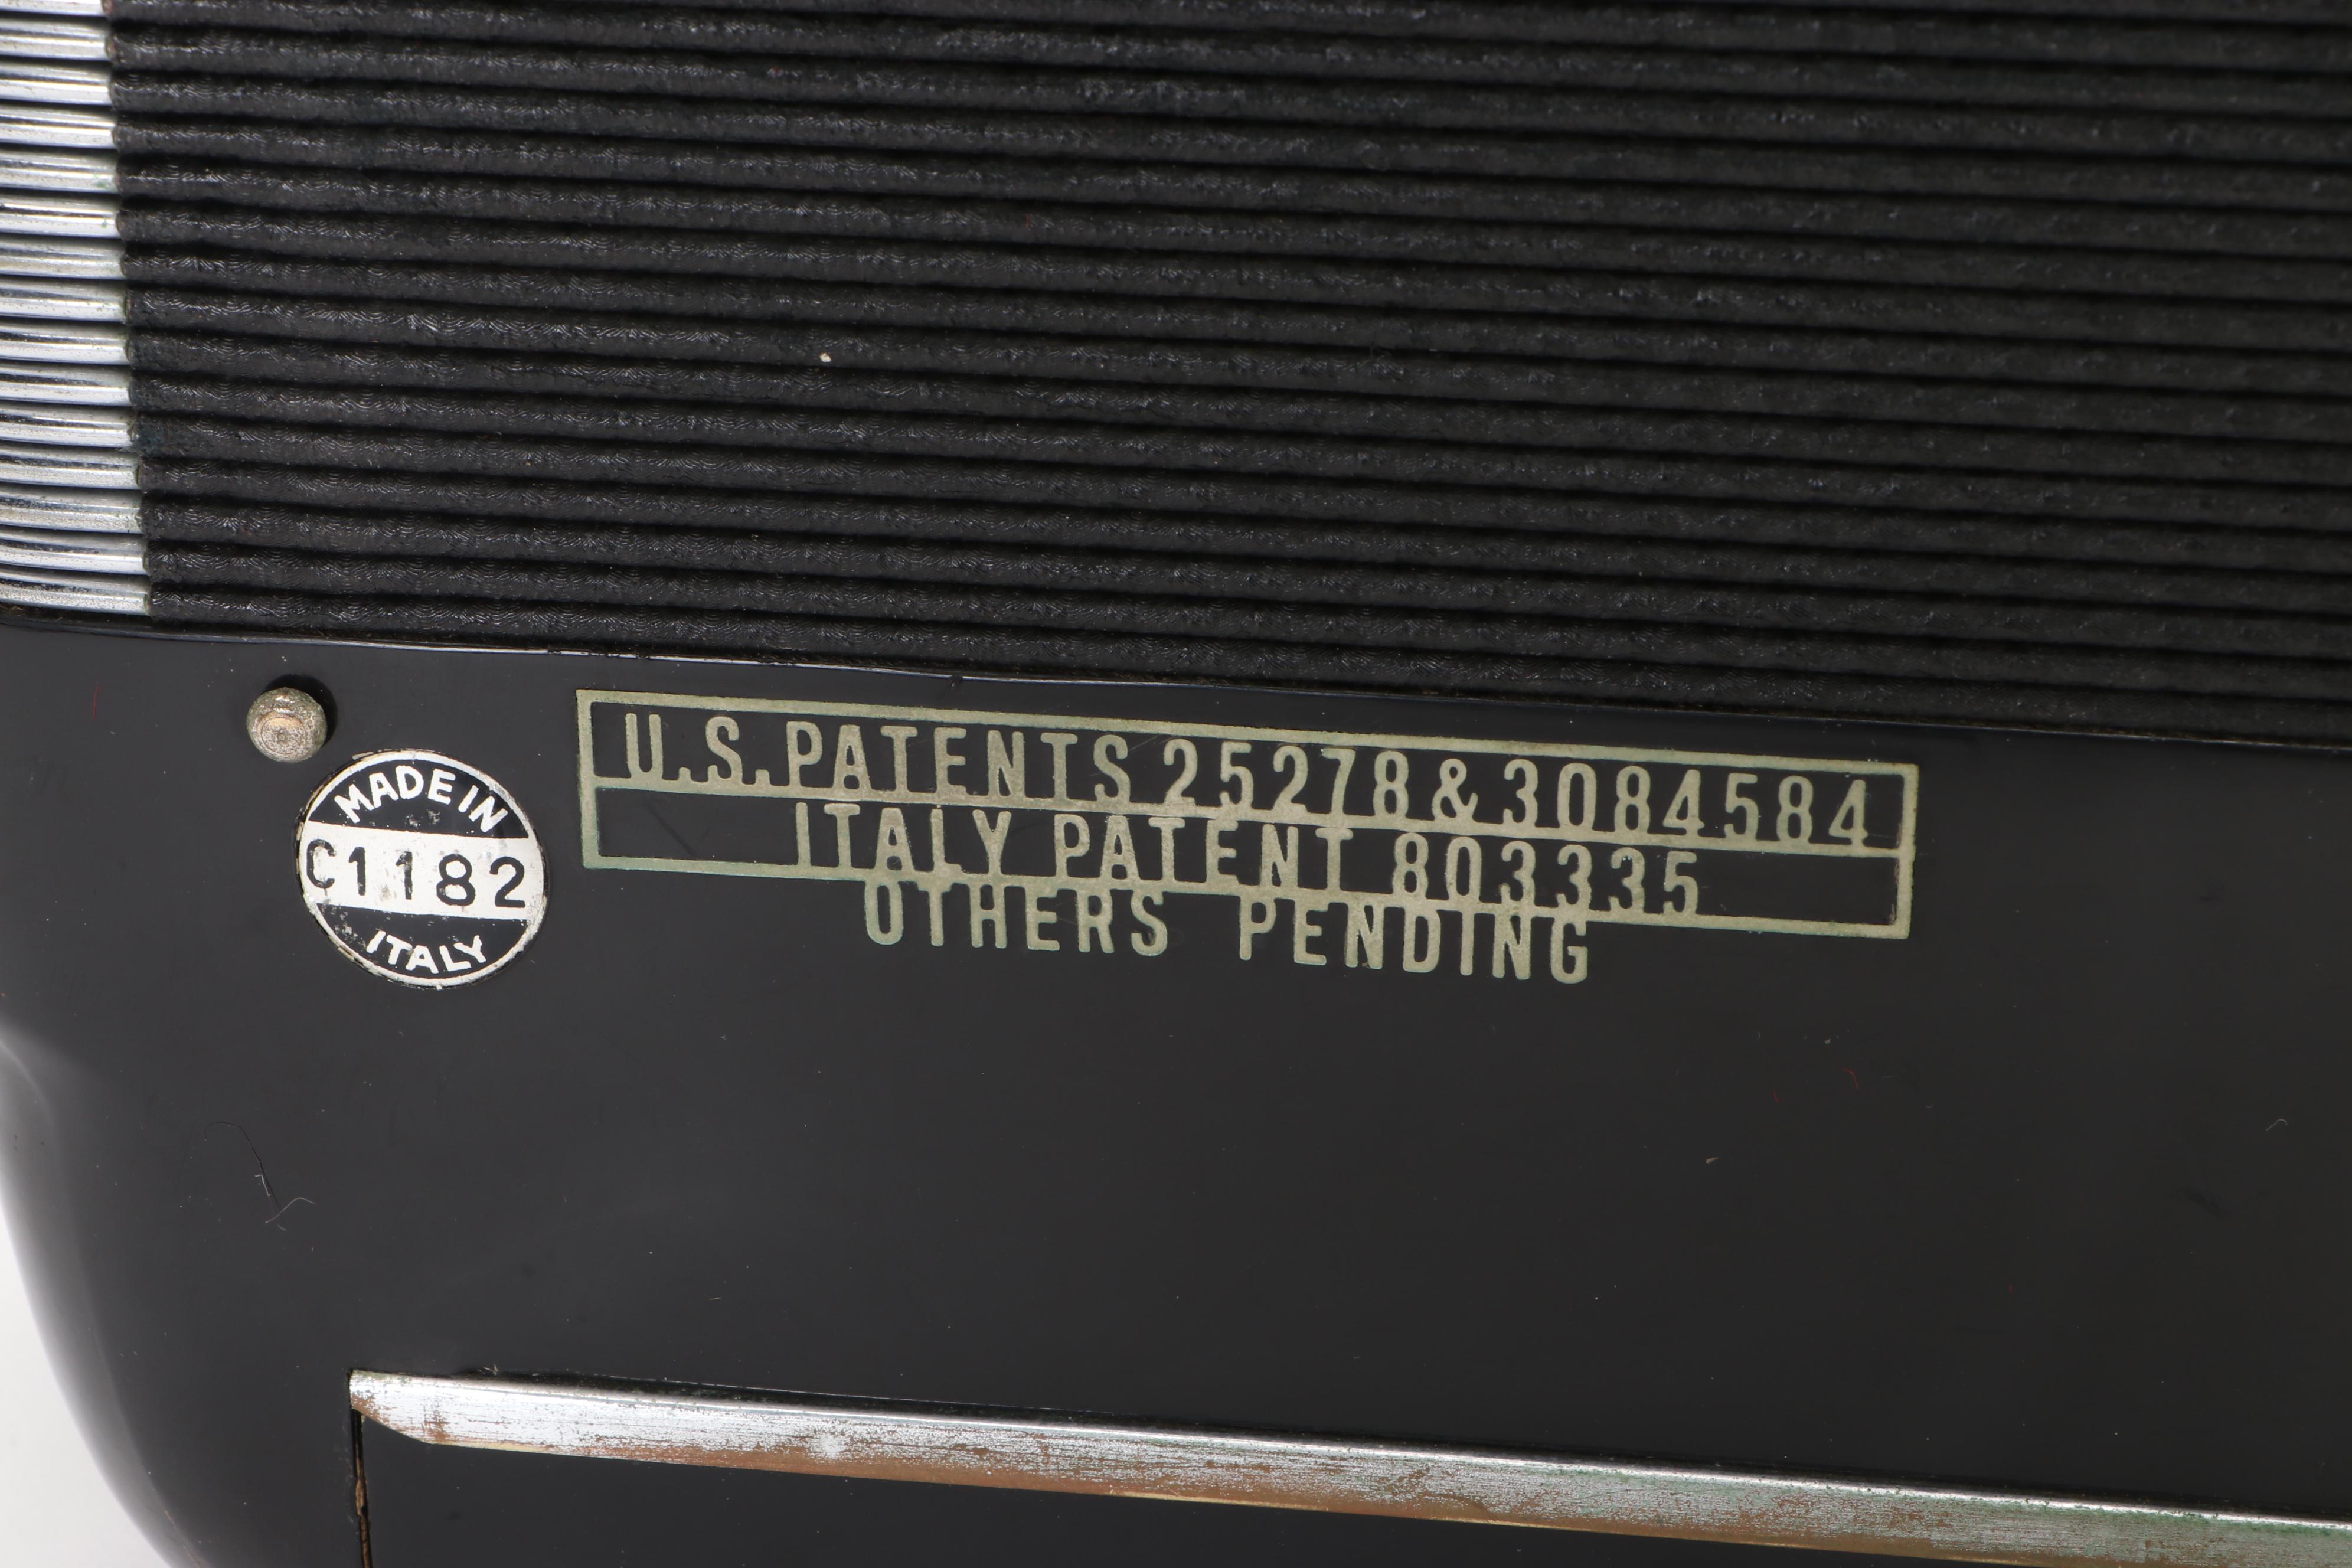 MADE IN
C1182
ITALY
U.S. PATENTS 25278 & 3084584
ITALY PATENT 803335
OTHERS PENDING